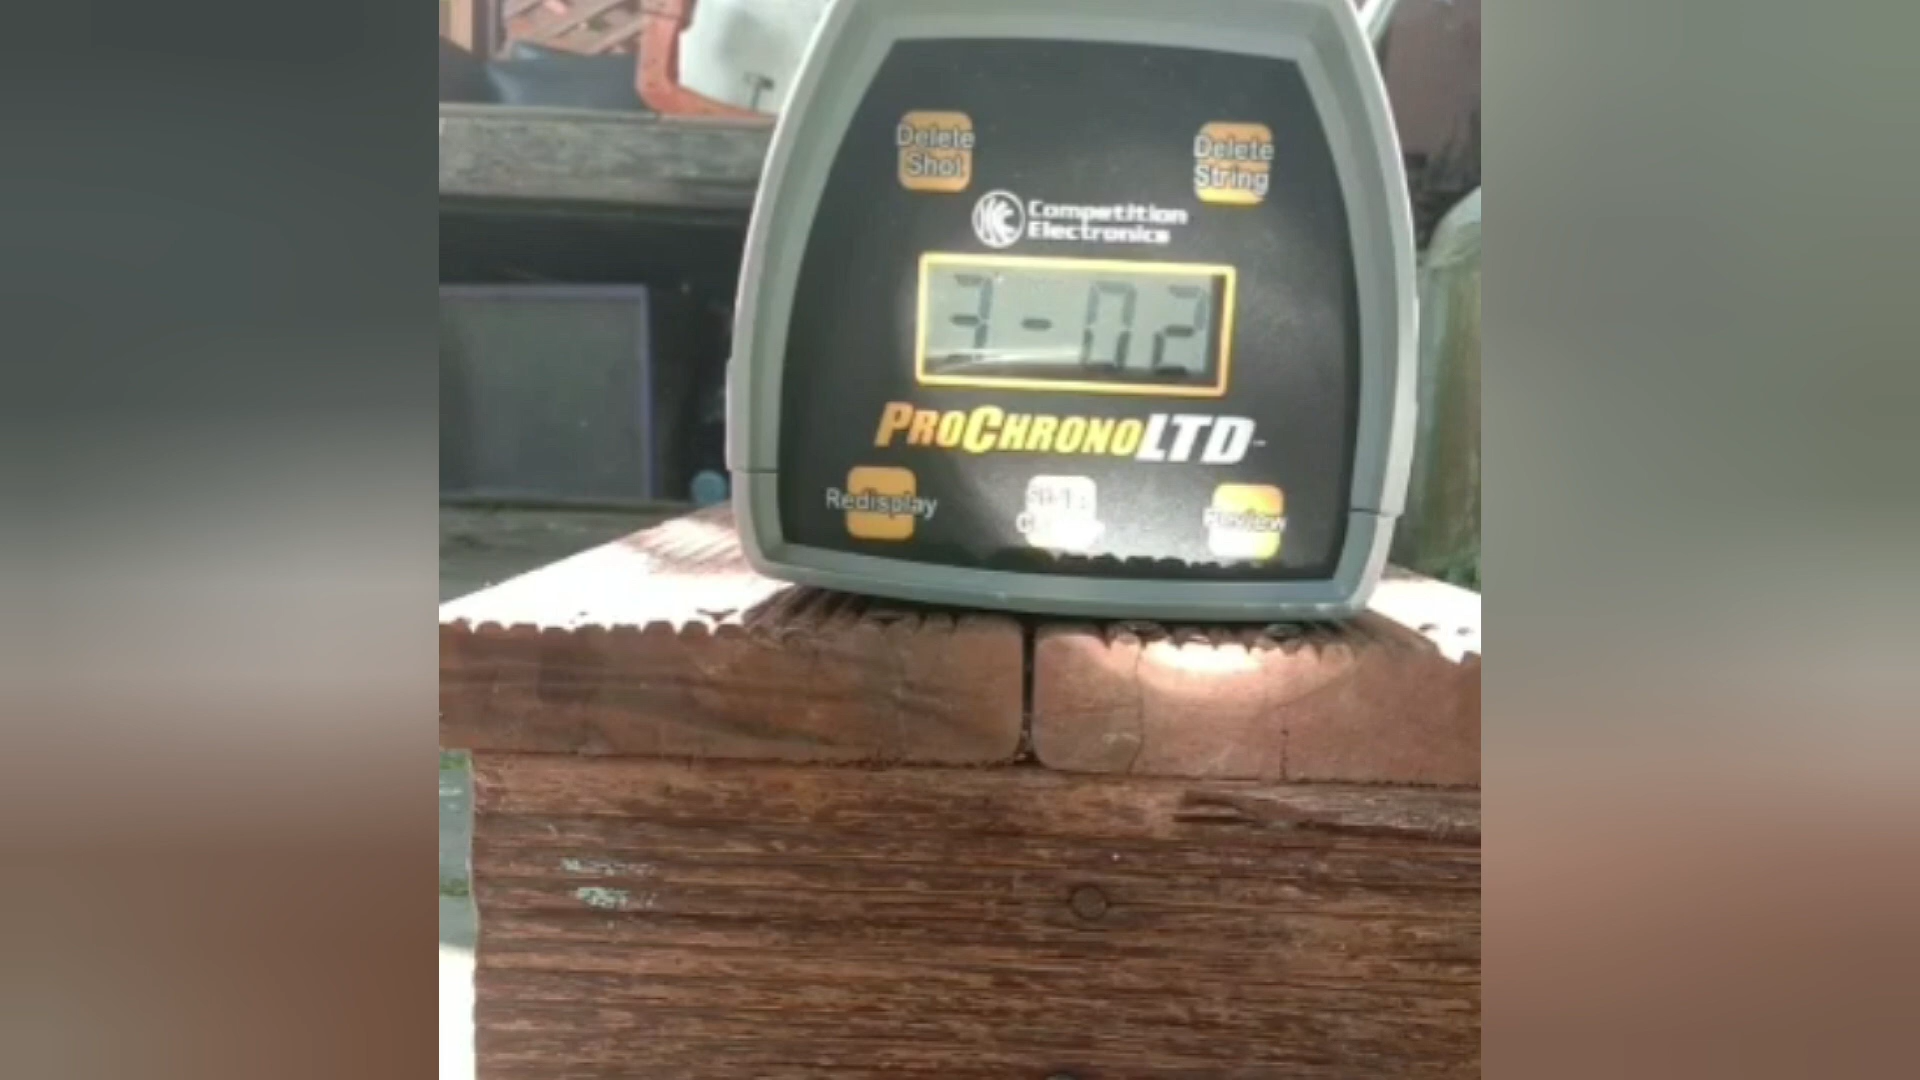 Delete
Shot
Delete
String
Competition
Electronics
3-02
PROCHRONOLTD
Redisplay
Review